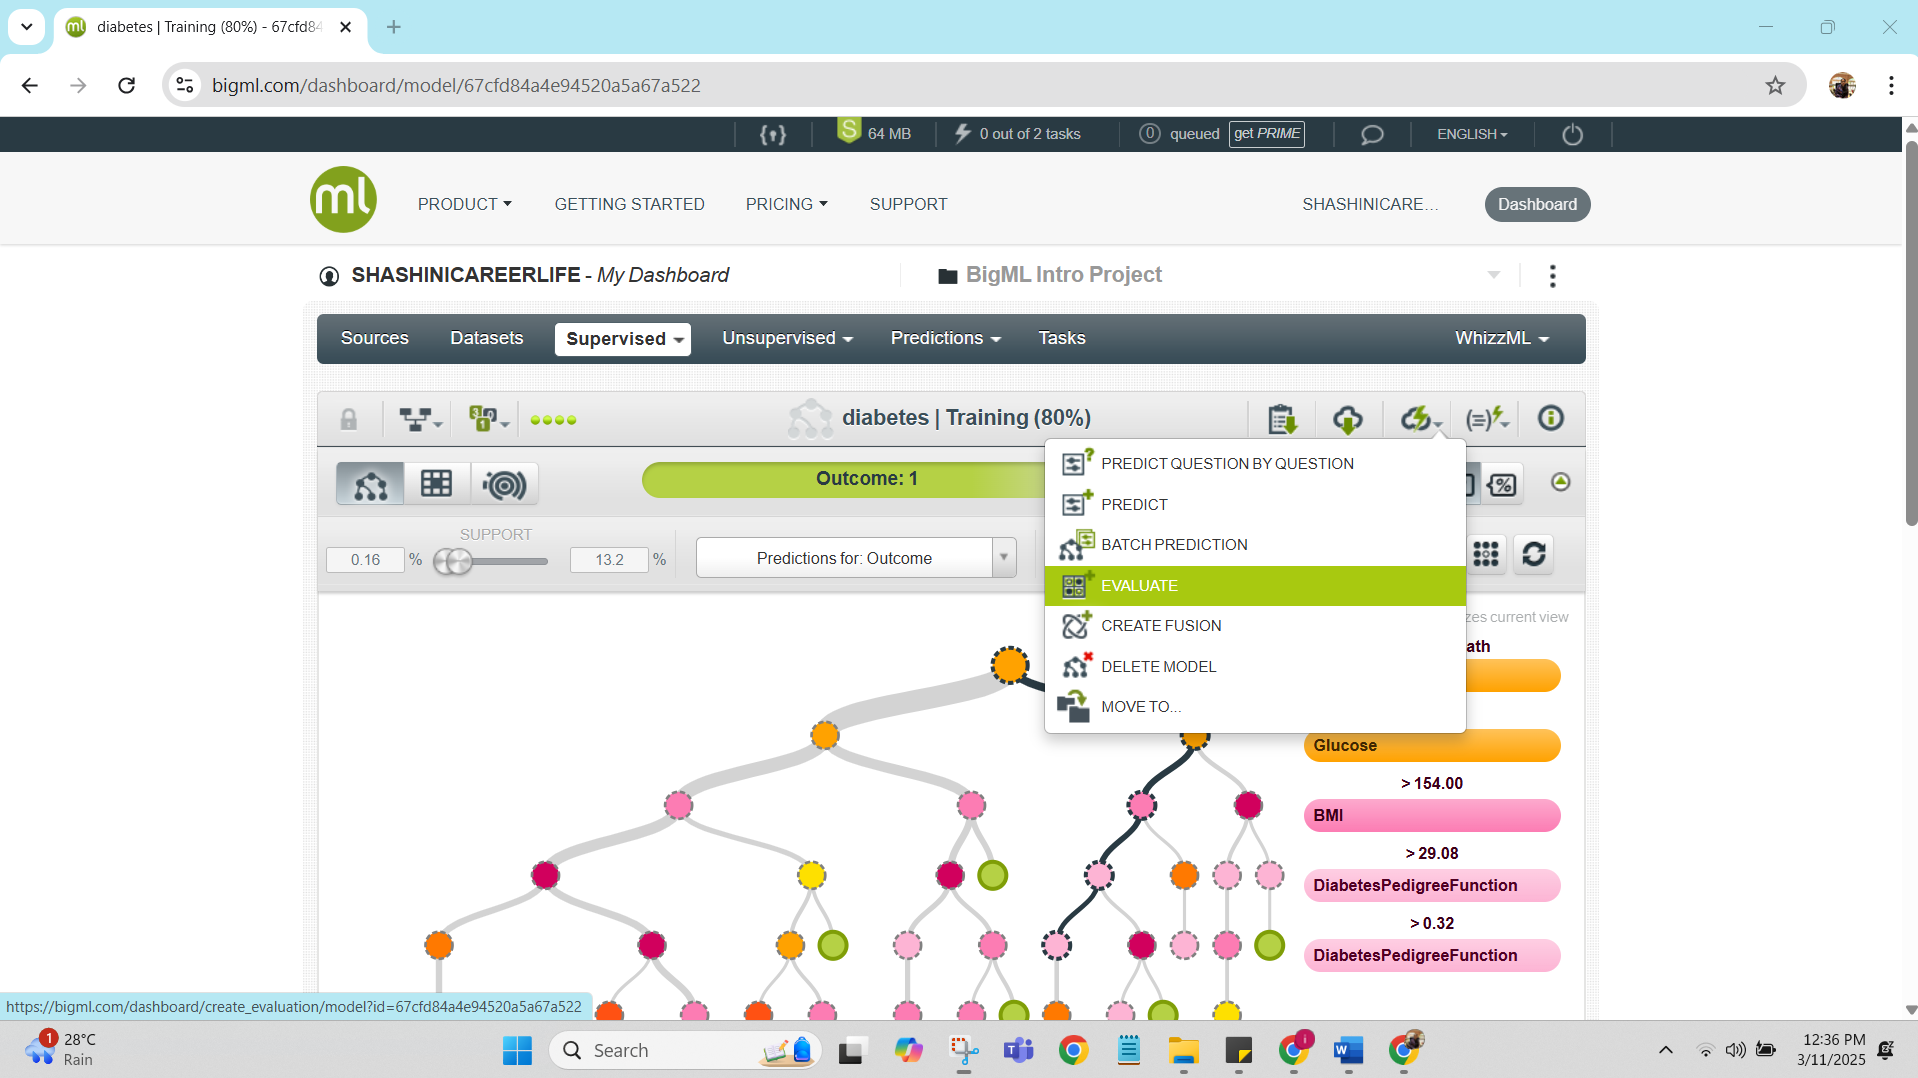 diabetes | Training (80%) - 67cfd84
bigml.com/dashboard/model/67cfd84a4e94520a5a67a522
S 64 MB 0 out of 2 tasks 0 queued get PRIME ENGLISH
ml PRODUCT GETTING STARTED PRICING SUPPORT SHASHINICARE... Dashboard
SHASHINICAREERLIFE - My Dashboard BigML Intro Project
Sources Datasets Supervised Unsupervised Predictions Tasks WhizzML
diabetes | Training (80%)
Outcome: 1
SUPPORT
0.16 % 13.2 %
Predictions for: Outcome
PREDICT QUESTION BY QUESTION
PREDICT
BATCH PREDICTION
EVALUATE
CREATE FUSION
DELETE MODEL
MOVE TO...
zes current view
ath
Glucose
> 154.00
BMI
> 29.08
DiabetesPedigreeFunction
> 0.32
DiabetesPedigreeFunction
https://bigml.com/dashboard/create_evaluation/model?id=67cfd84a4e94520a5a67a522
1 28°C
Rain
Search
12:36 PM
3/11/2025